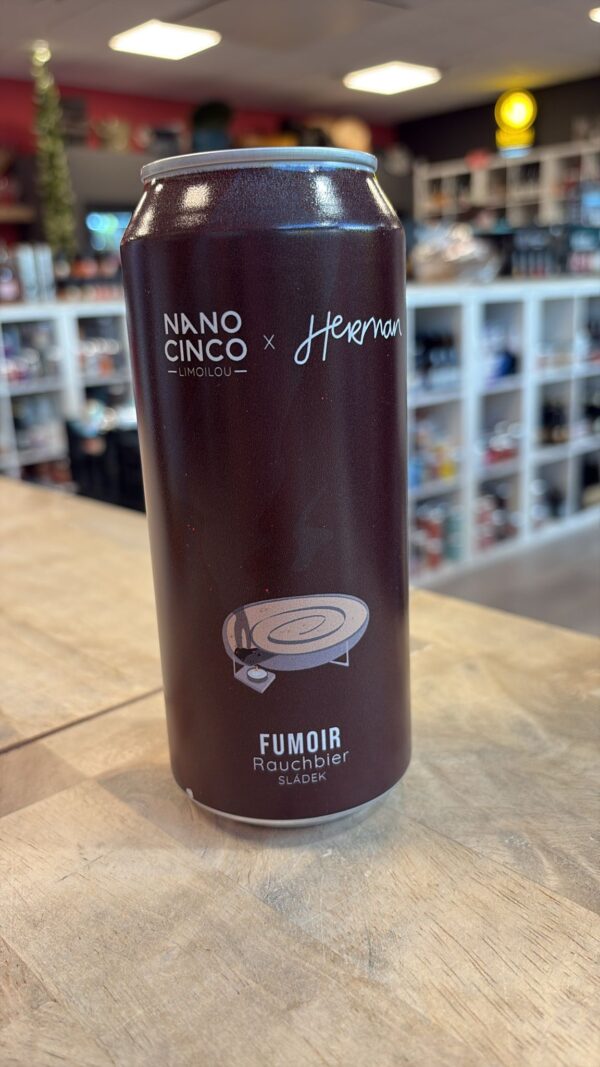 NANO
CINCO
LIMOILOU
x
Herman
FUMOIR
Rauchbier
SLÁDEK